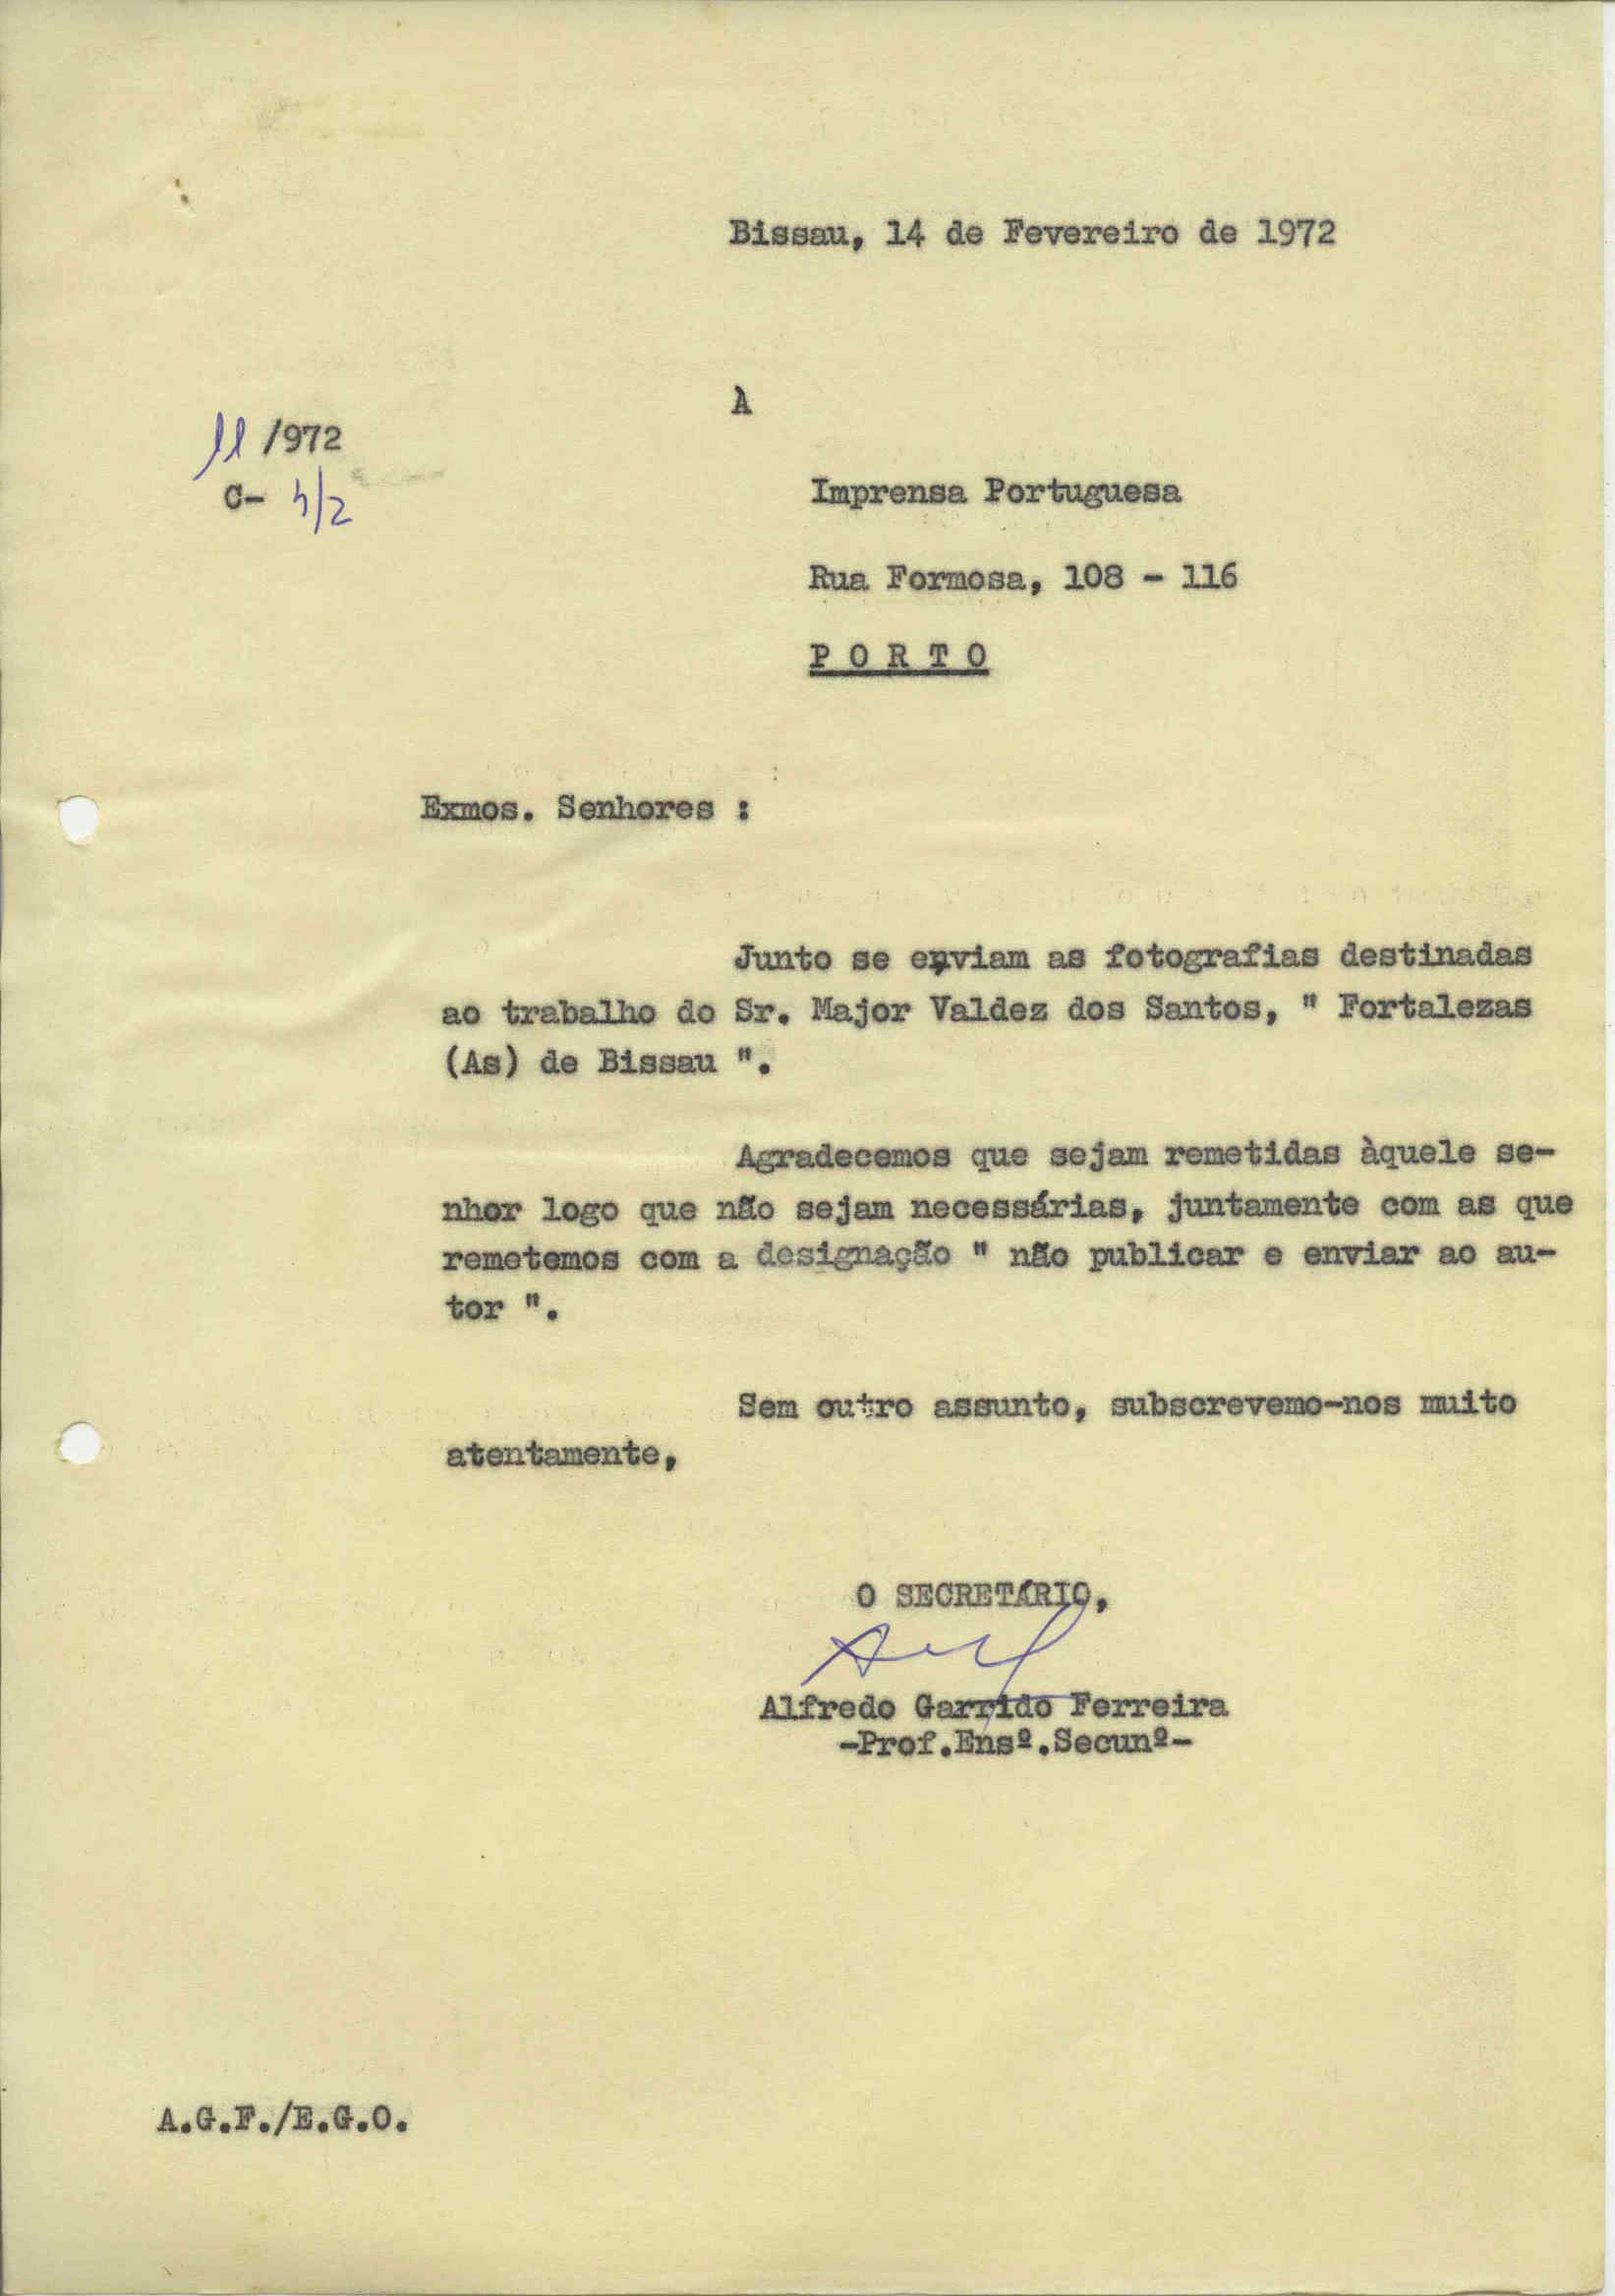 Bissau, 14 de Fevereiro de 1972
À
11/972
C- 4/2
Imprensa Portuguesa
Rua Formosa, 108 - 116
P O R T O
Exmos. Senhores :
Junto se enviam as fotografias destinadas
ao trabalho do Sr. Major Valdez dos Santos, " Fortalezas
(As) de Bissau ".
Agradecemos que sejam remetidas àquele se-
nhor logo que não sejam necessárias, juntamente com as que
remetemos com a designação " não publicar e enviar ao au-
tor ".
Sem outro assunto, subscrevemo-nos muito
atentamente,
O SECRETÁRIO,
Alfredo Garrido Ferreira
-Prof.Ensº.Secunº-
A.G.F./E.G.O.